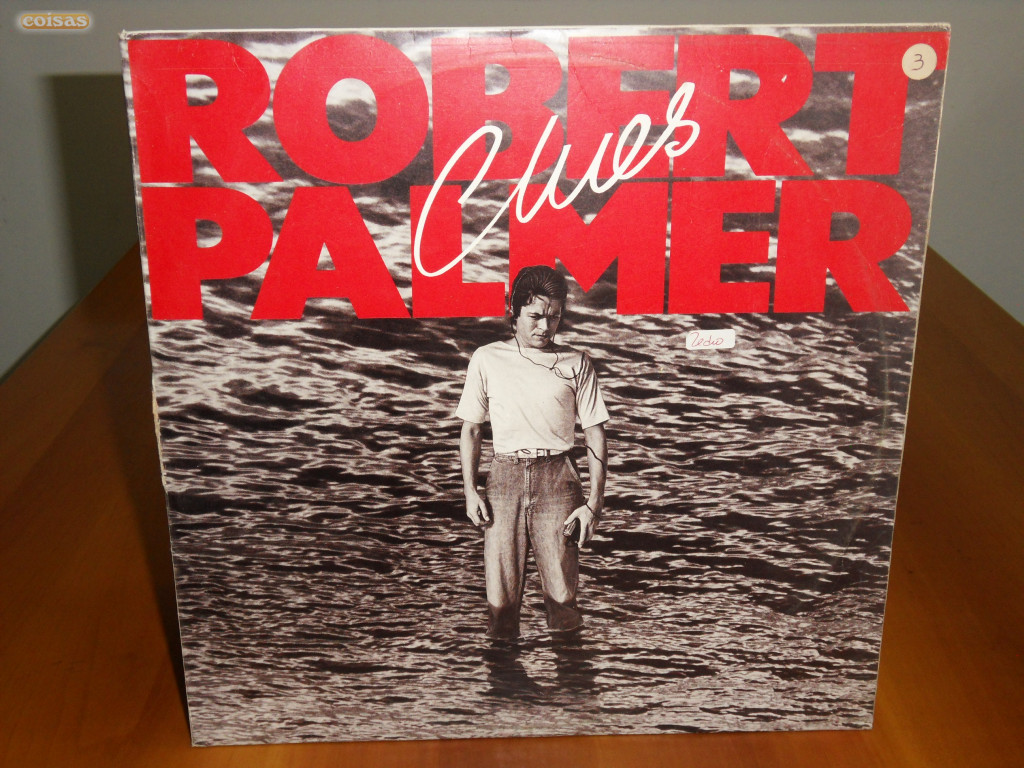 coisas
ROBERT
3
Clues
PALMER